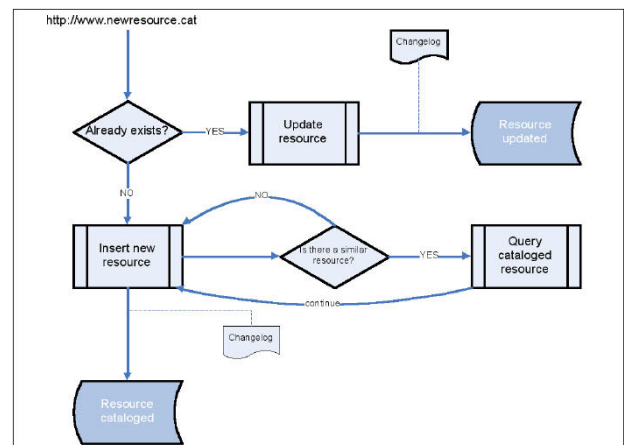 http://www.newresource.cat
Changelog
Already exists?
YES
Update
resource
Resource
updated
NO
NO
Insert new
resource
Is there a similar
resource?
YES
Query
cataloged
resource
continue
Changelog
Resource
cataloged